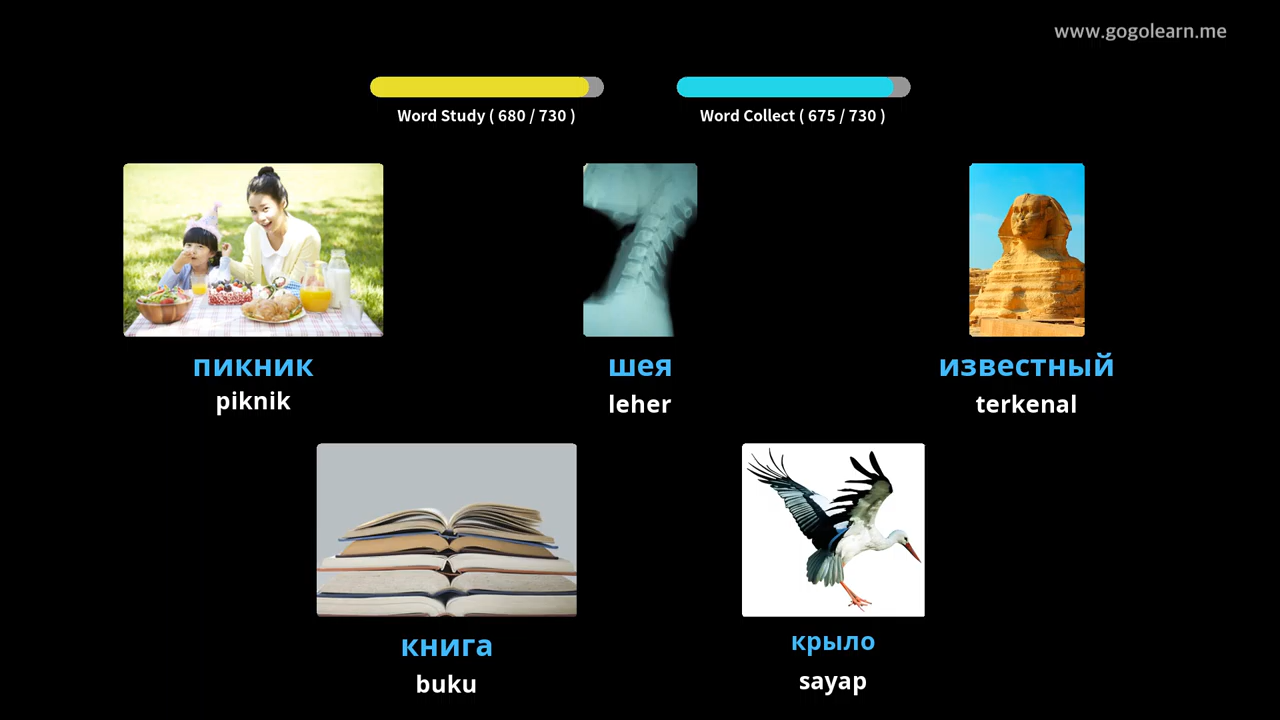 www.gogolearn.me
Word Study ( 680 / 730 )
Word Collect ( 675 / 730 )
пикник
piknik
шея
leher
известный
terkenal
книга
buku
крыло
sayap